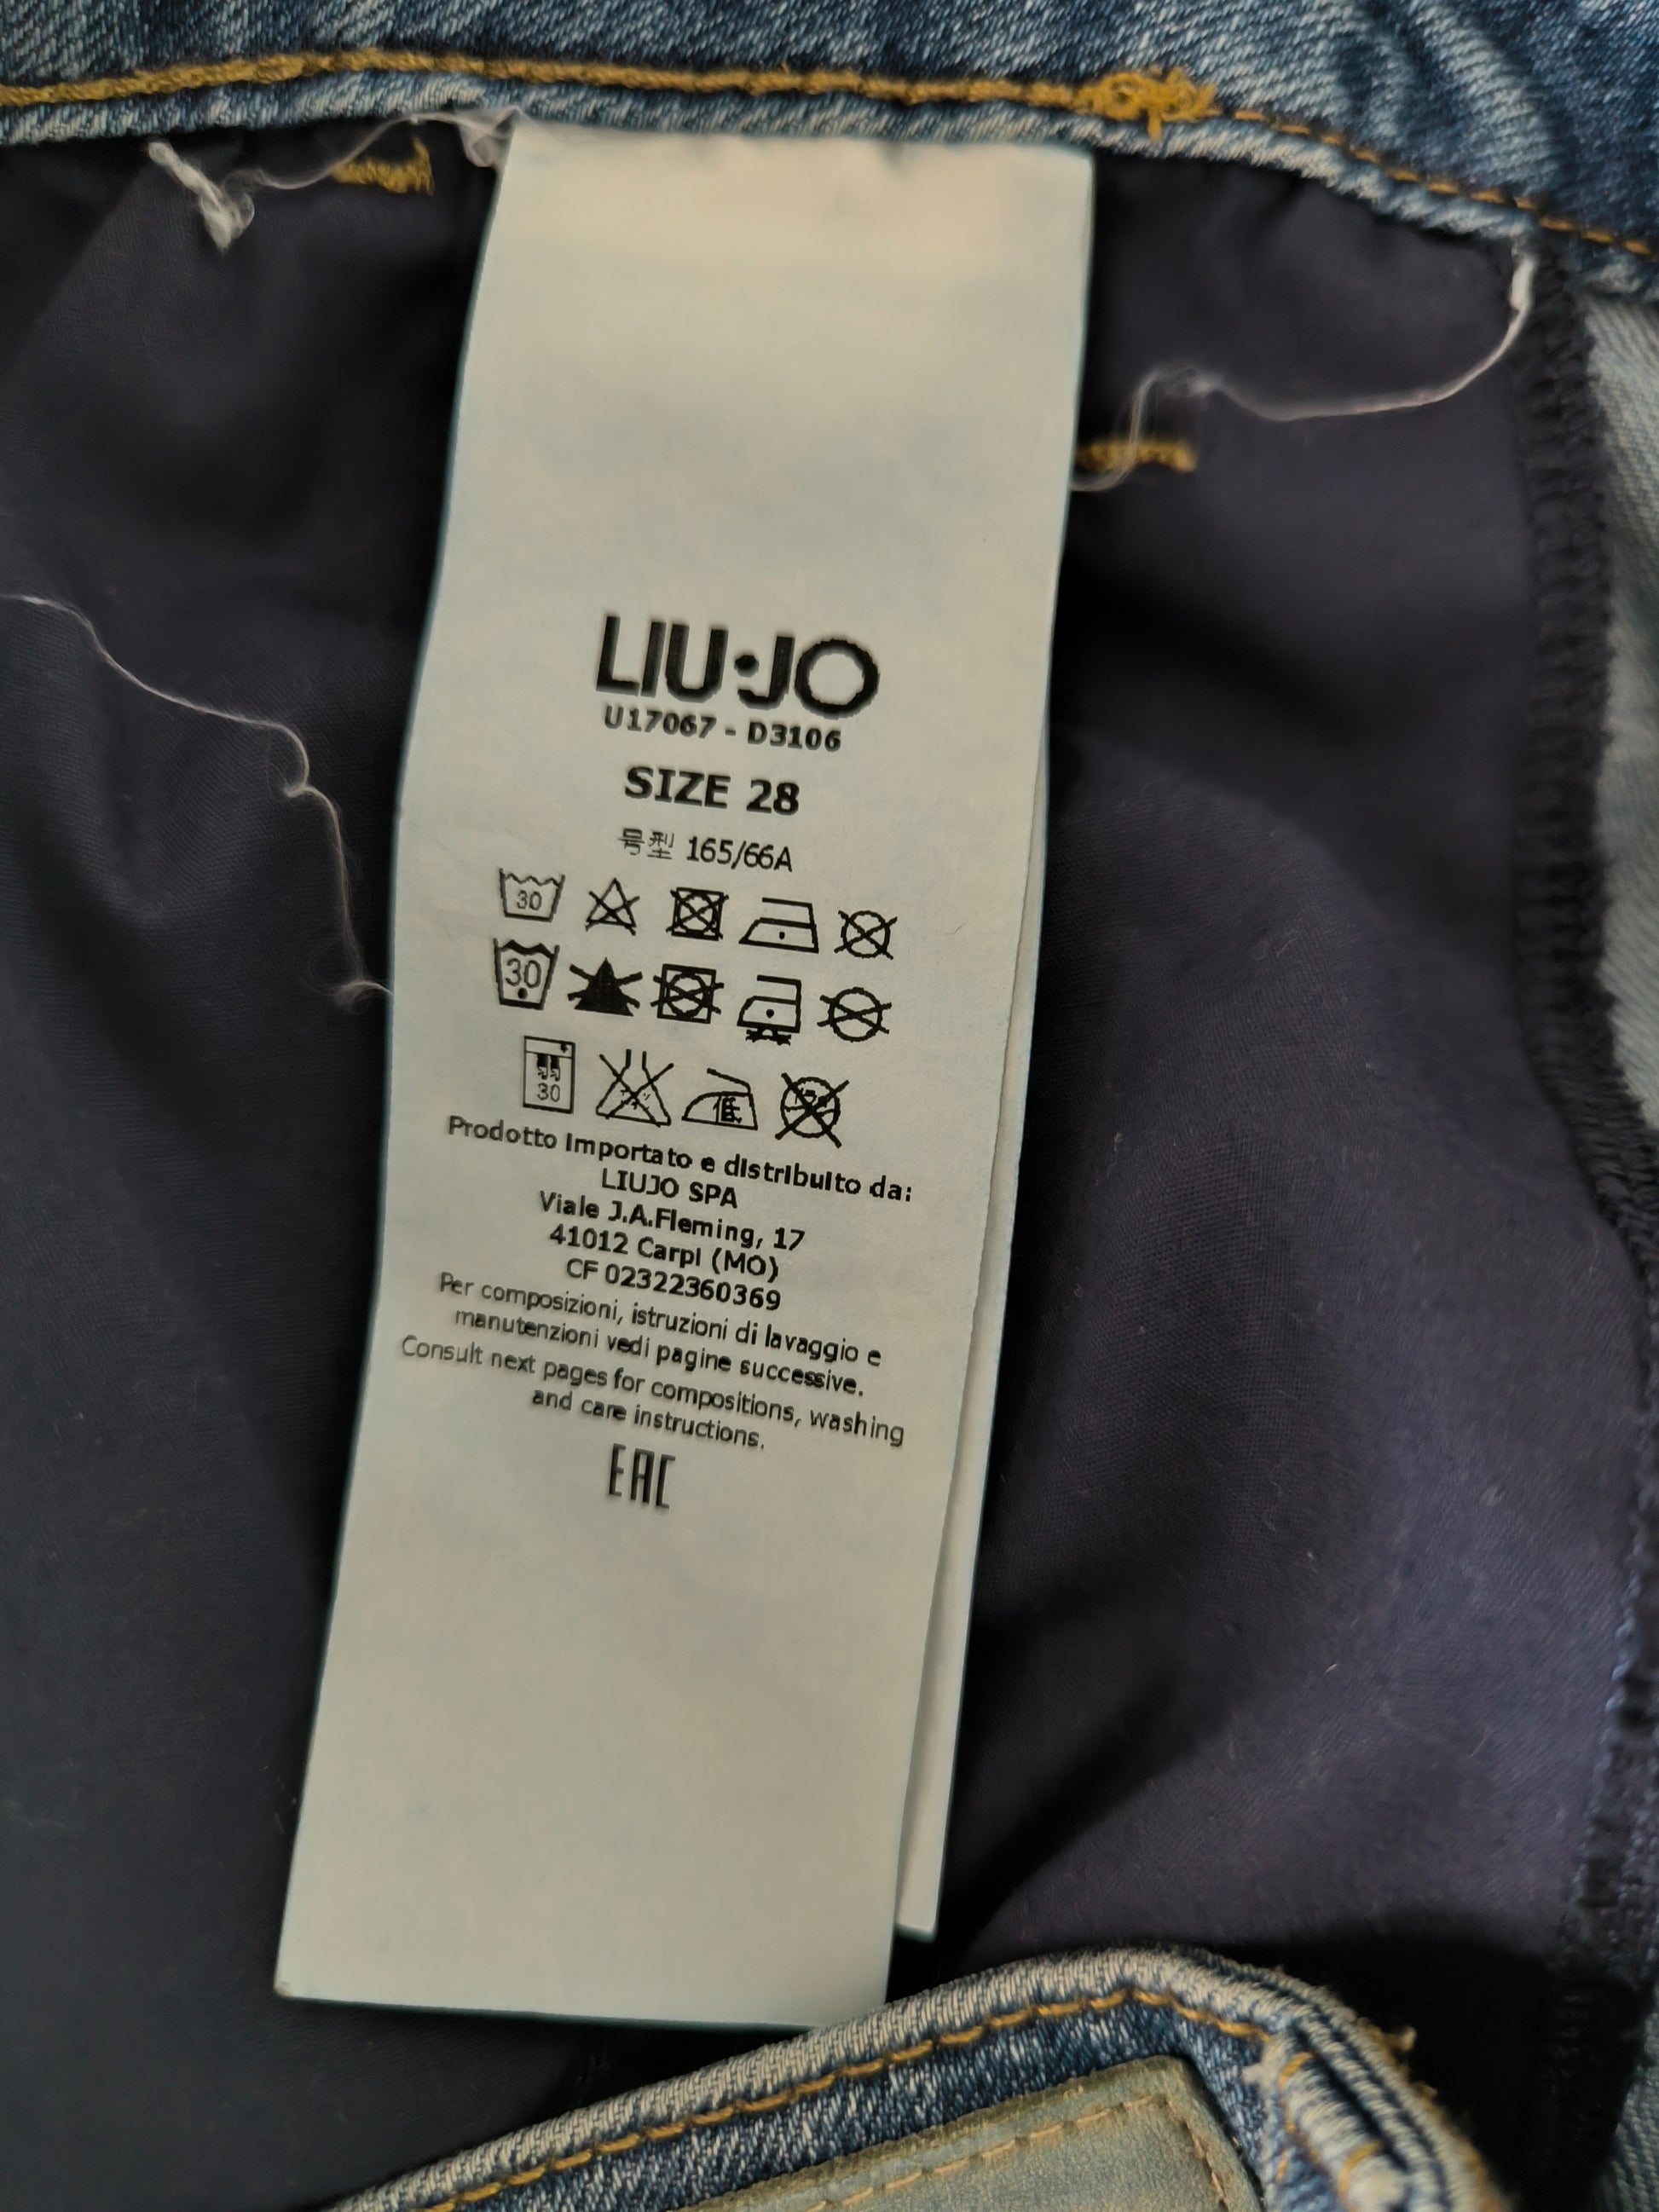 LIU·JO
U17067 - D3106
SIZE 28
号型 165/66A
30
30
30
Prodotto Importato e distribuito da:
LIUJO SPA
Viale J.A.Fleming, 17
41012 Carpi (MO)
CF 02322360369
Per composizioni, istruzioni di lavaggio e
manutenzioni vedi pagine successive.
Consult next pages for compositions, washing
and care instructions.
EAC